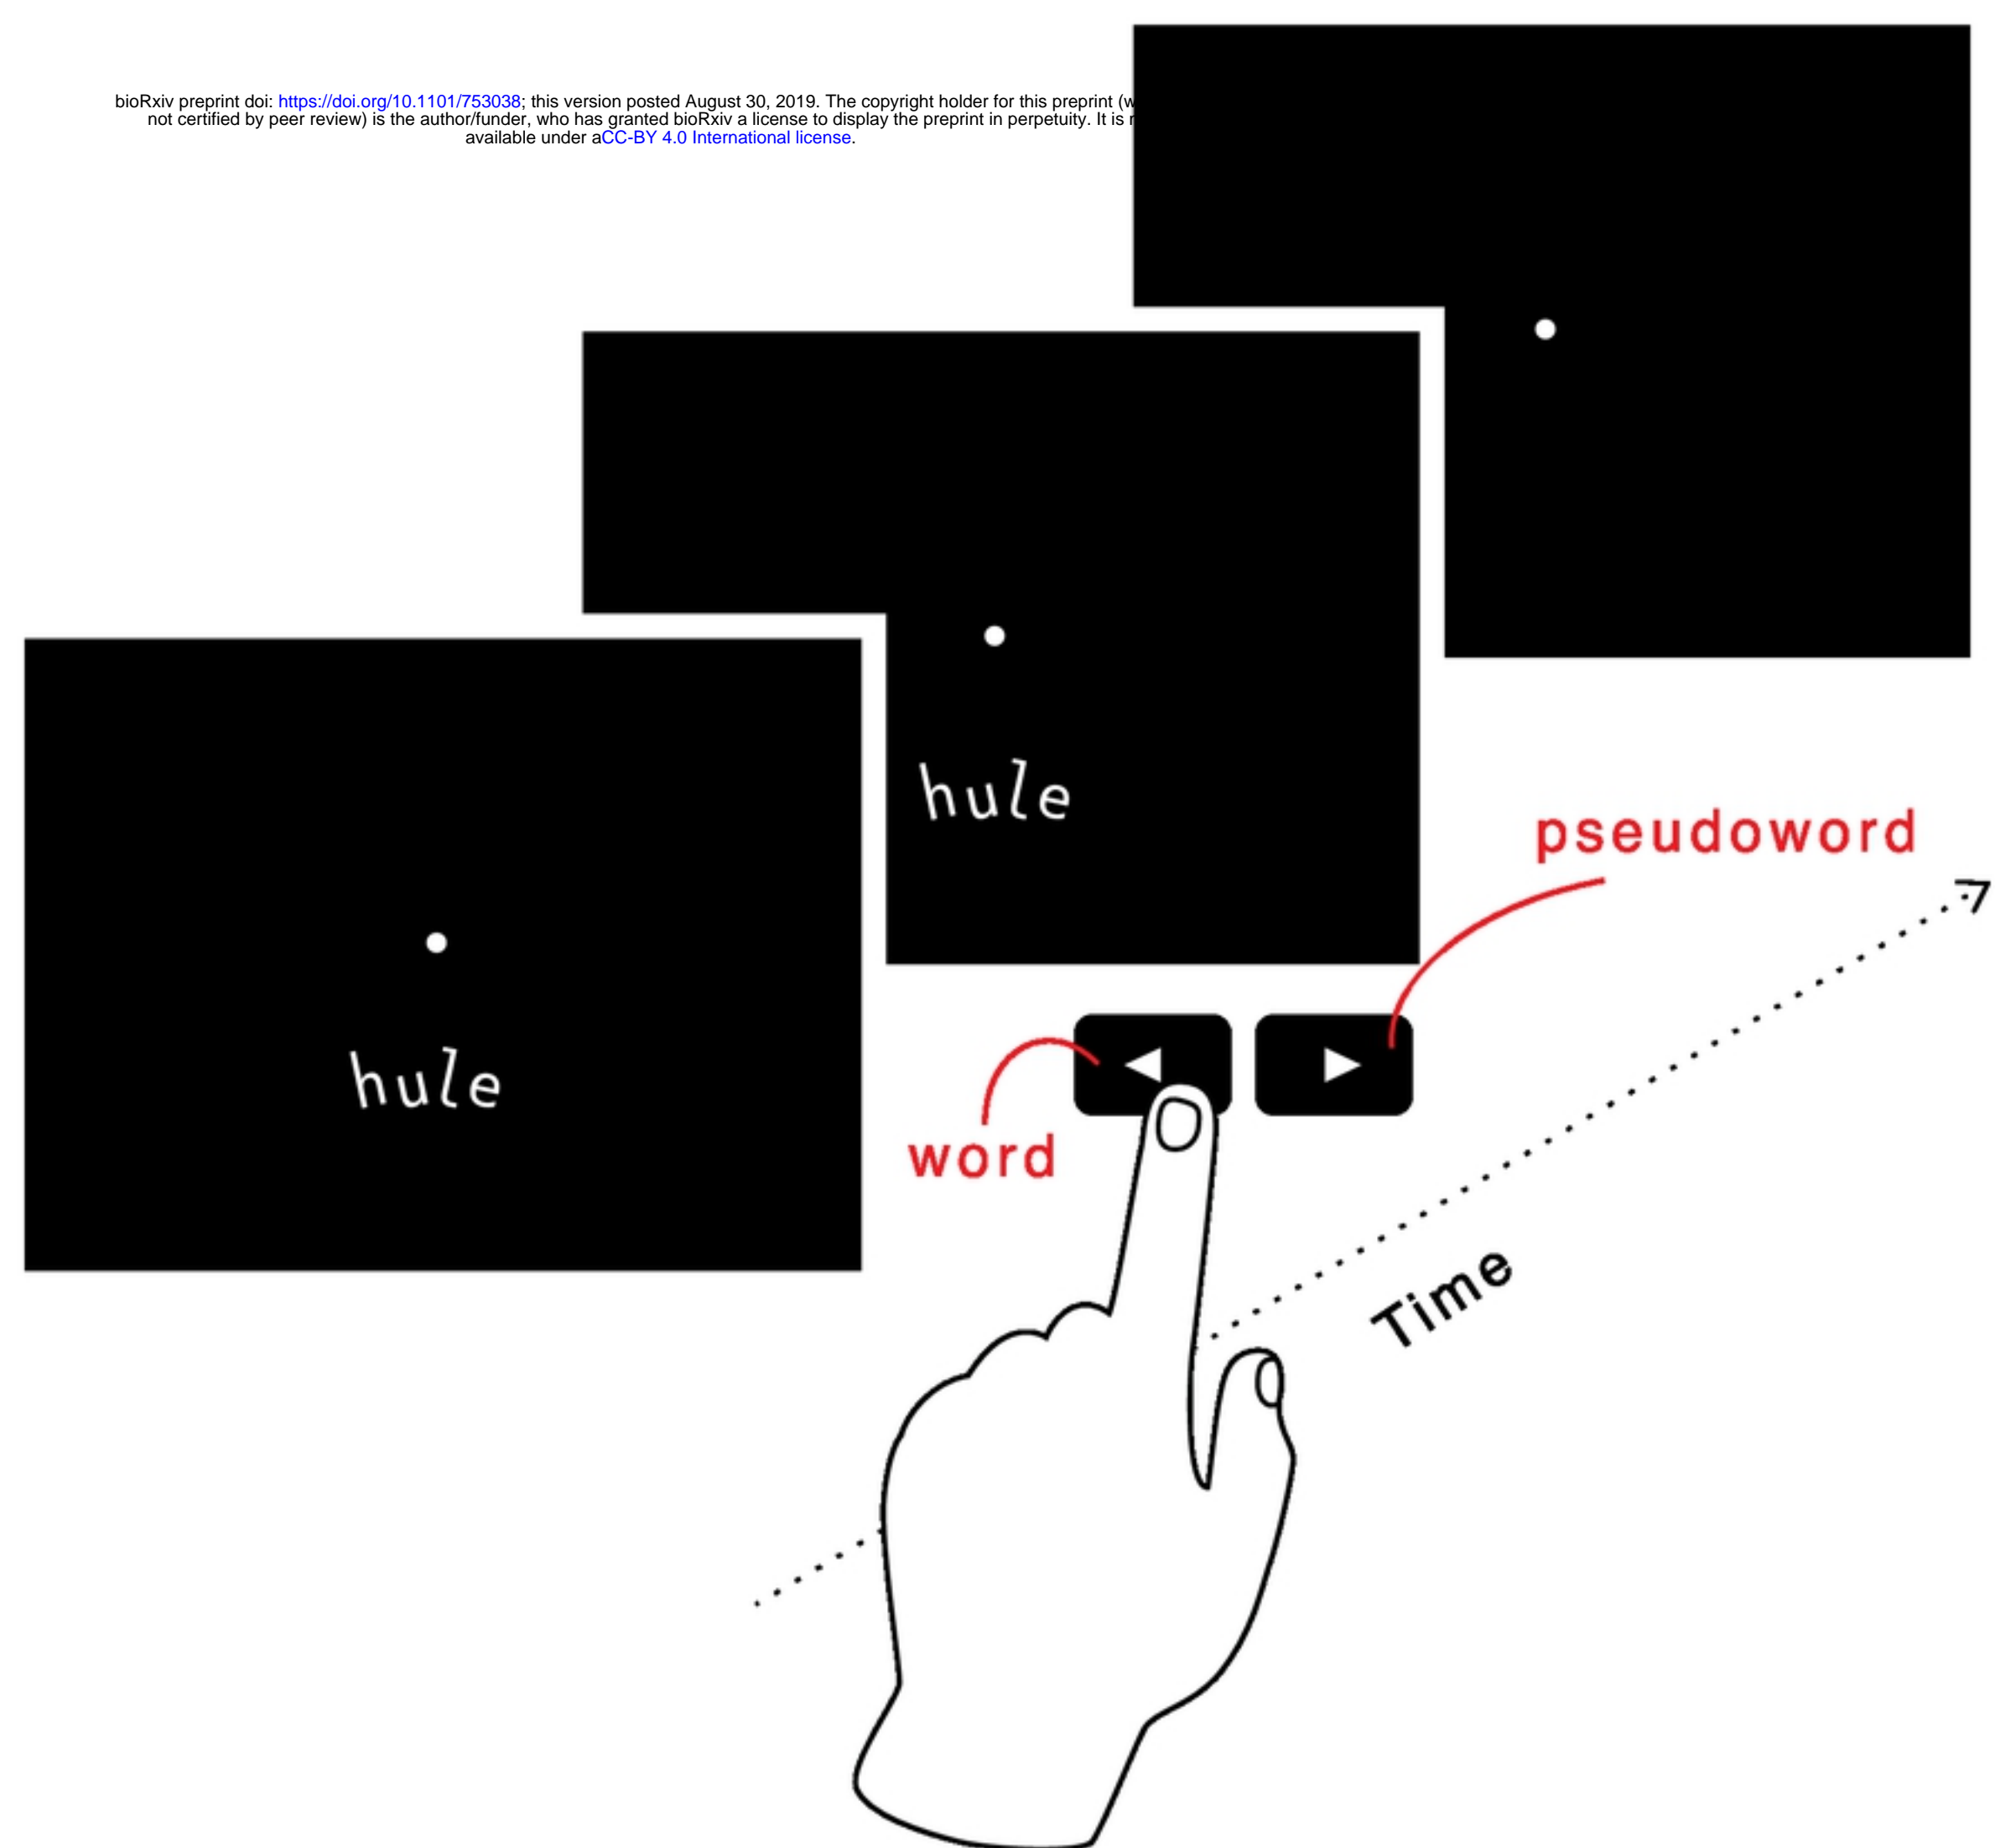 bioRxiv preprint doi: https://doi.org/10.1101/753038; this version posted August 30, 2019. The copyright holder for this preprint
not certified by peer review) is the author/funder, who has granted bioRxiv a license to display the preprint in perpetuity. It is
available under aCC-BY 4.0 International license.
hule
pseudoword
hule
word
Time